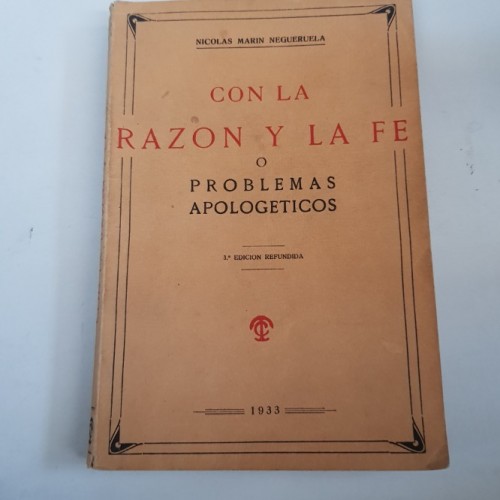 NICOLAS MARIN NEGUERUELA
CON LA
RAZON Y LA FE
O
PROBLEMAS
APOLOGETICOS
3.ª EDICION REFUNDIDA
1933